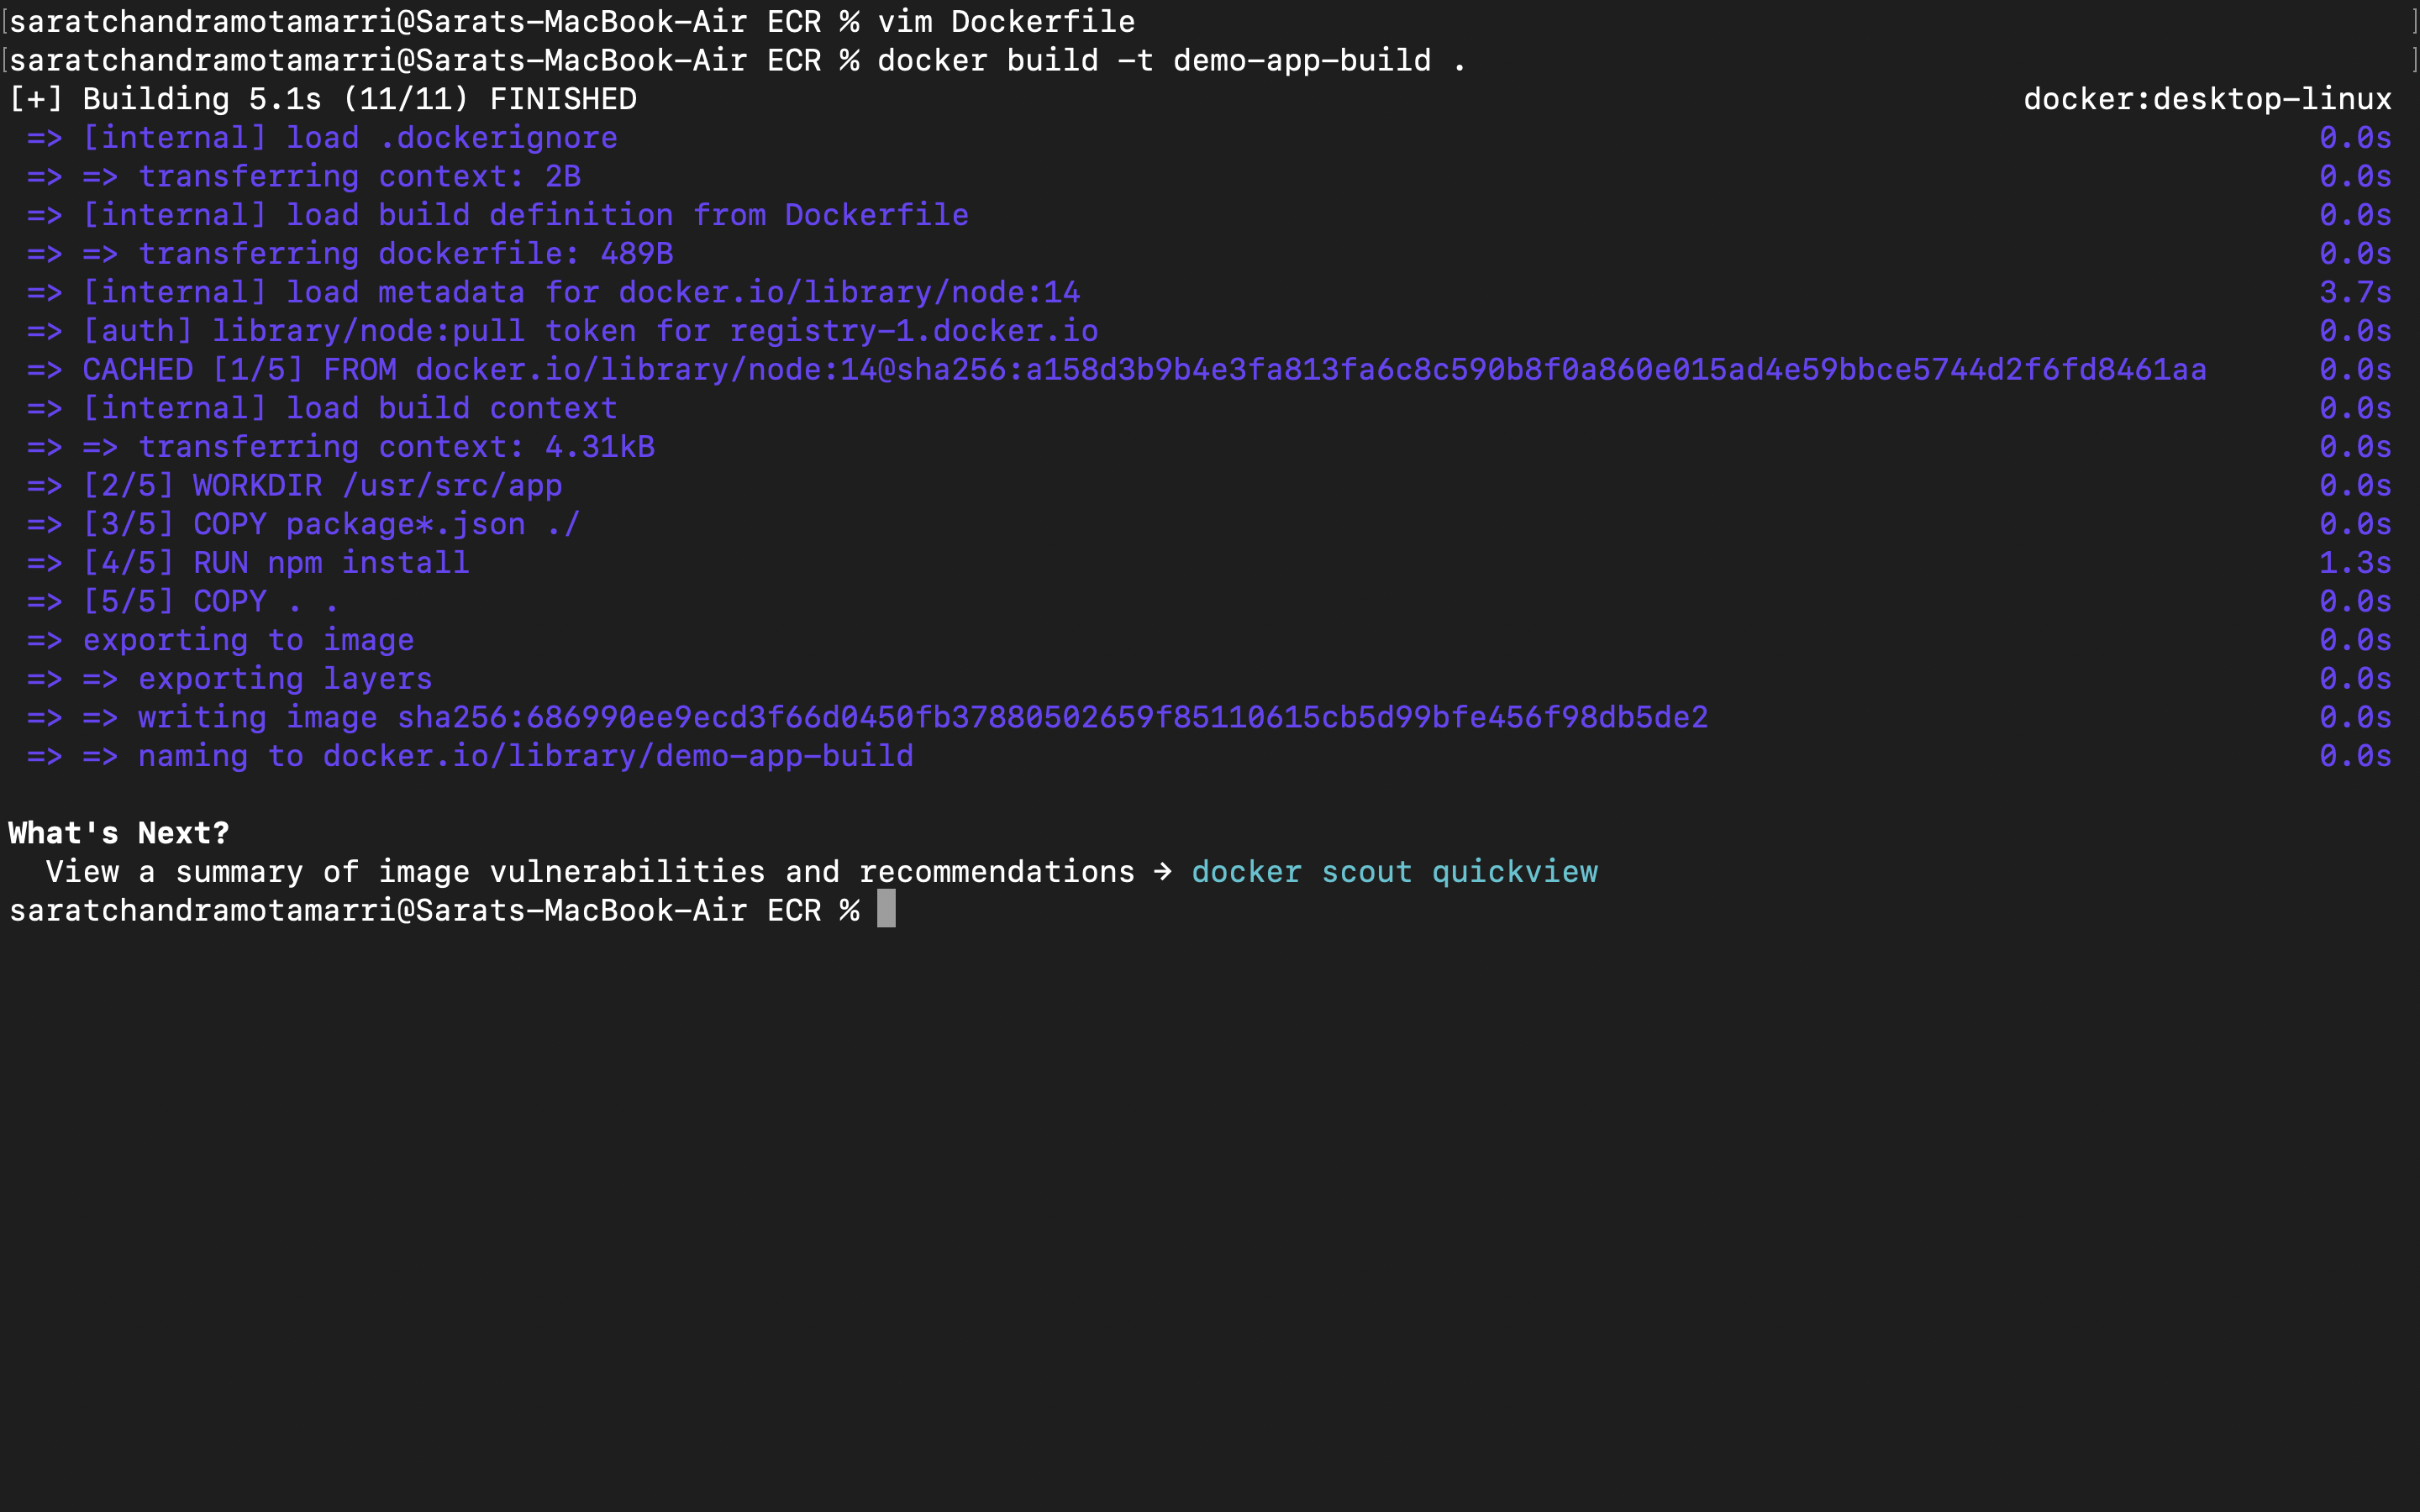 [saratchandramotamarri@Sarats-MacBook-Air ECR % vim Dockerfile ]
[saratchandramotamarri@Sarats-MacBook-Air ECR % docker build -t demo-app-build . ]
[+] Building 5.1s (11/11) FINISHED docker:desktop-linux
=> [internal] load .dockerignore 0.0s
=> => transferring context: 2B 0.0s
=> [internal] load build definition from Dockerfile 0.0s
=> => transferring dockerfile: 489B 0.0s
=> [internal] load metadata for docker.io/library/node:14 3.7s
=> [auth] library/node:pull token for registry-1.docker.io 0.0s
=> CACHED [1/5] FROM docker.io/library/node:14@sha256:a158d3b9b4e3fa813fa6c8c590b8f0a860e015ad4e59bbce5744d2f6fd8461aa 0.0s
=> [internal] load build context 0.0s
=> => transferring context: 4.31kB 0.0s
=> [2/5] WORKDIR /usr/src/app 0.0s
=> [3/5] COPY package*.json ./ 0.0s
=> [4/5] RUN npm install 1.3s
=> [5/5] COPY . . 0.0s
=> exporting to image 0.0s
=> => exporting layers 0.0s
=> => writing image sha256:686990ee9ecd3f66d0450fb37880502659f85110615cb5d99bfe456f98db5de2 0.0s
=> => naming to docker.io/library/demo-app-build 0.0s
What's Next?
View a summary of image vulnerabilities and recommendations → docker scout quickview
saratchandramotamarri@Sarats-MacBook-Air ECR %